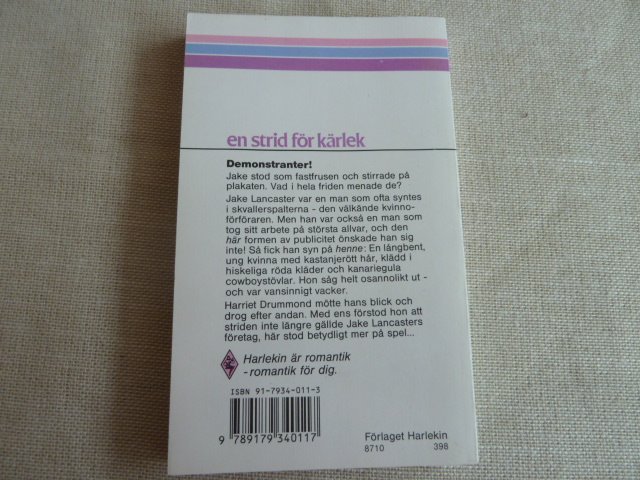 en strid för kärlek
Demonstranter!
Jake stod som fastfrusen och stirrade på
plakaten. Vad i hela friden menade de?
Jake Lancaster var en man som ofta syntes
i skvallerspalterna - den välkände kvinno-
förföraren. Men han var också en man som
tog sitt arbete på största allvar, och den
här formen av publicitet önskade han sig
inte! Så fick han syn på henne: En långbent,
ung kvinna med kastanjerött hår, klädd i
hiskeliga röda kläder och kanariegula
cowboystövlar. Hon såg helt osannolikt ut -
och var vansinnigt vacker.
Harriet Drummond mötte hans blick och
drog efter andan. Med ens förstod hon att
striden inte längre gällde Jake Lancasters
företag, här stod betydligt mer på spel...
Harlekin är romantik
- romantik för dig.
ISBN 91-7934-011-3
9 789179 340117
Förlaget Harlekin
8710 398